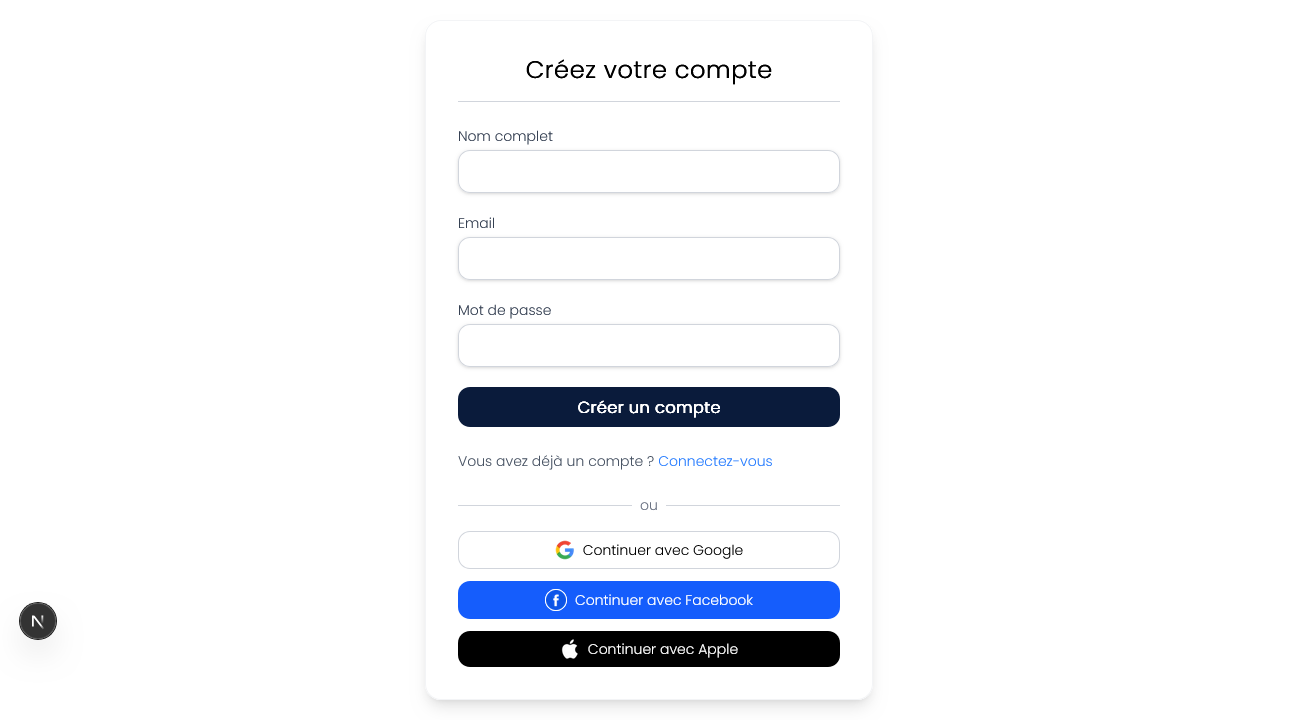 Créez votre compte
Nom complet
Email
Mot de passe
Créer un compte
Vous avez déjà un compte ? Connectez-vous
ou
Continuer avec Google
Continuer avec Facebook
Continuer avec Apple
N